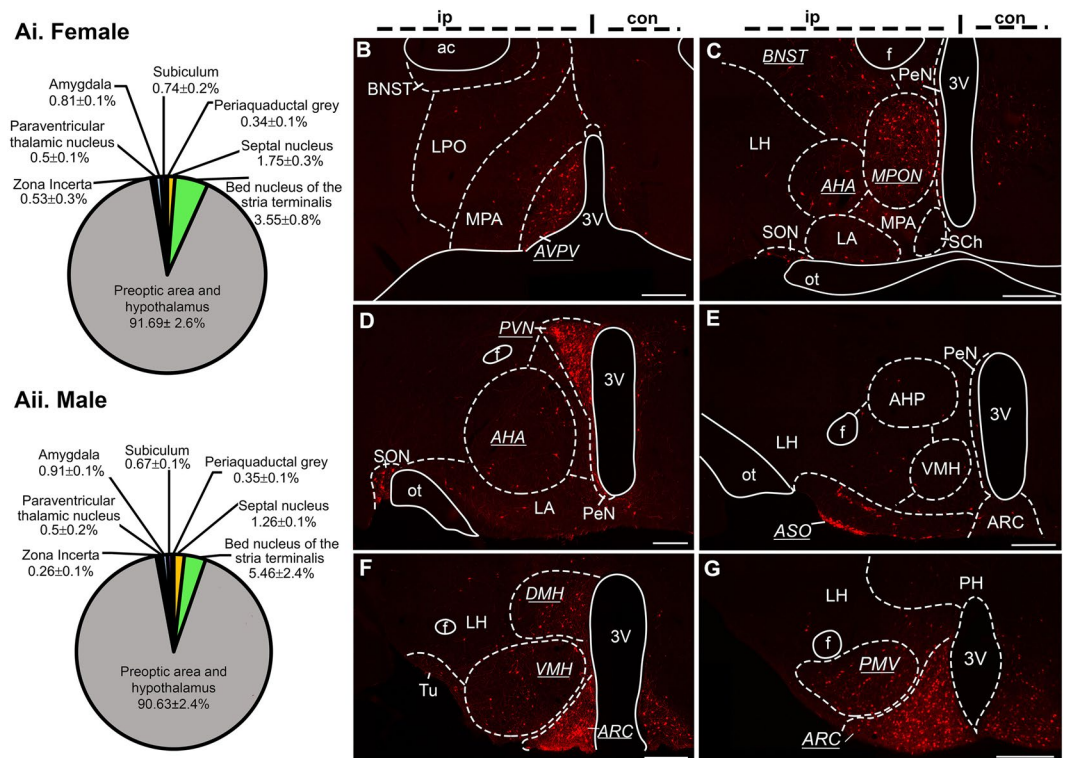 Ai. Female
Subiculum
0.74±0.2%
Amygdala
0.81±0.1%
Periaquaductal grey
0.34±0.1%
Paraventricular
thalamic nucleus
0.5±0.1%
Septal nucleus
1.75±0.3%
Zona Incerta
0.53±0.3%
Bed nucleus of the
stria terminalis
3.55±0.8%
Preoptic area and
hypothalamus
91.69± 2.6%
Aii. Male
Subiculum
0.67±0.1%
Amygdala
0.91±0.1%
Periaquaductal grey
0.35±0.1%
Paraventricular
thalamic nucleus
0.5±0.2%
Septal nucleus
1.26±0.1%
Zona Incerta
0.26±0.1%
Bed nucleus of the
stria terminalis
5.46±2.4%
Preoptic area and
hypothalamus
90.63±2.4%
ip con
B
ac
BNST
LPO
MPA
3V
AVPV
ip con
C
BNST
f
PeN
3V
LH
AHA
MPON
SON
LA
MPA
SCh
ot
D
PVN
f
3V
AHA
SON
ot
LA
PeN
E
PeN
AHP
3V
f
LH
ot
VMH
ASO
ARC
F
DMH
LH
f
3V
VMH
Tu
ARC
G
PH
LH
f
PMV
3V
ARC